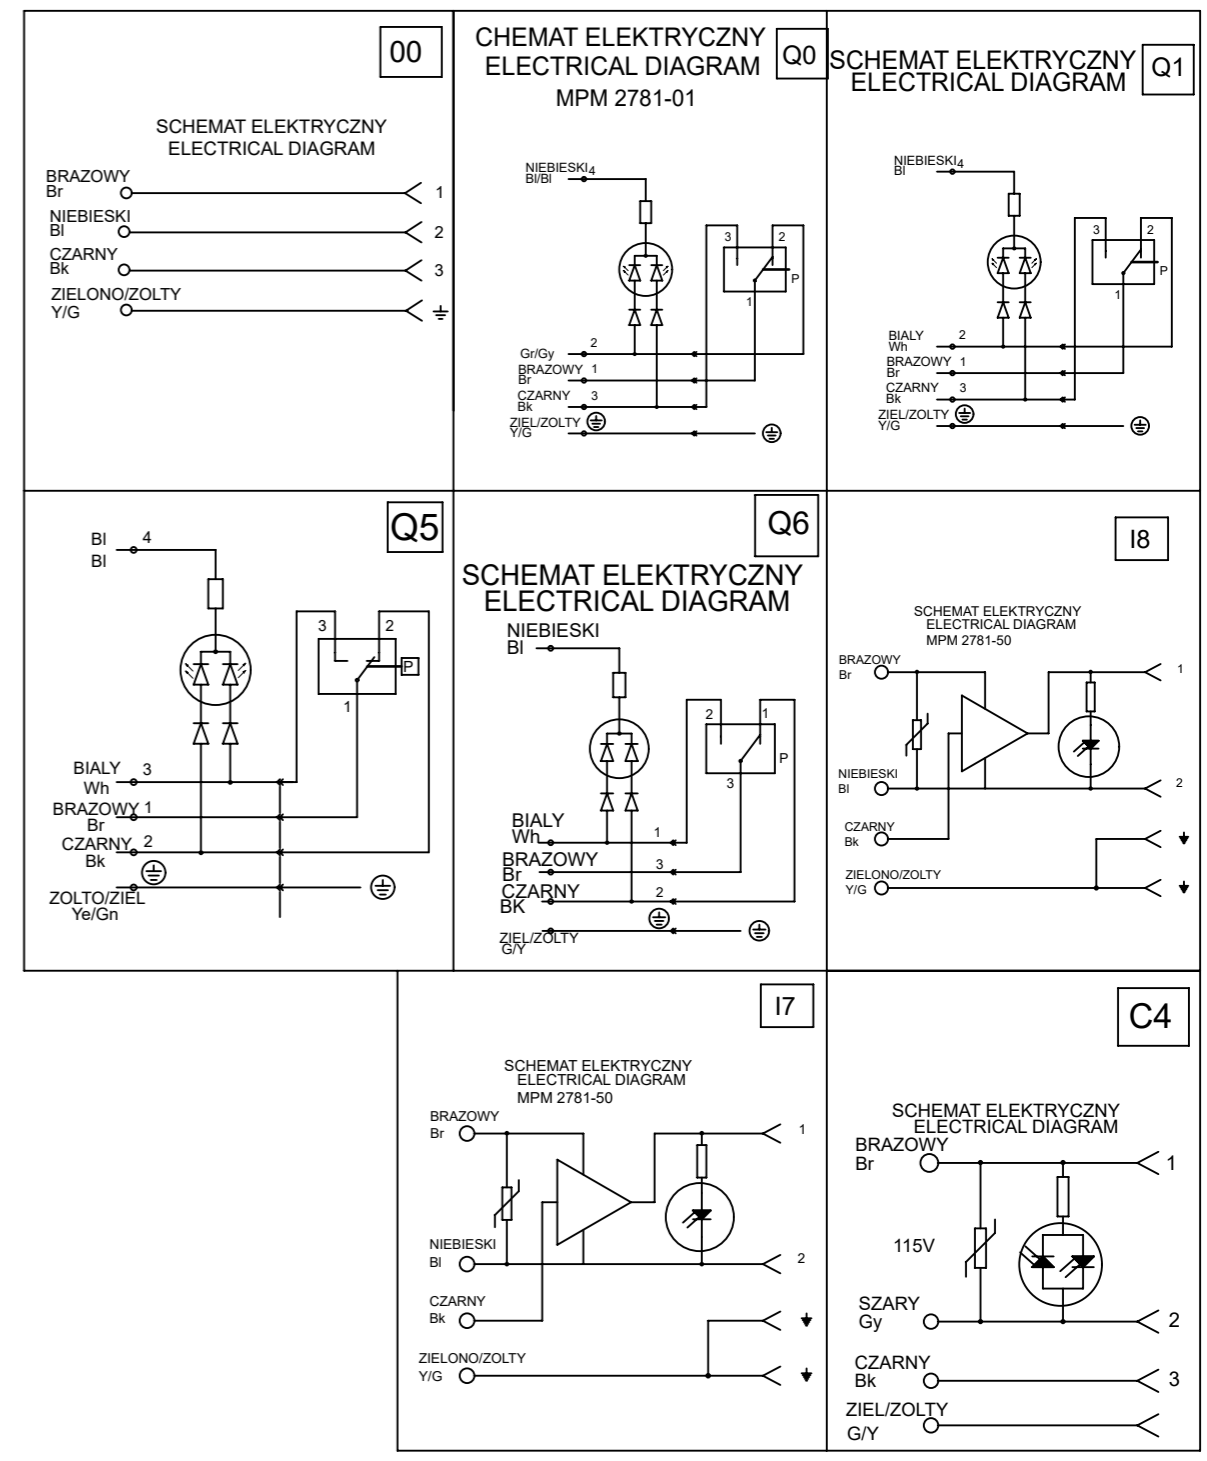 00
SCHEMAT ELEKTRYCZNY
ELECTRICAL DIAGRAM
BRAZOWY
Br
1
NIEBIESKI
Bl
2
CZARNY
Bk
3
ZIELONO/ZOLTY
Y/G
CHEMAT ELEKTRYCZNY
Q0
ELECTRICAL DIAGRAM
MPM 2781-01
NIEBIESKI 4
Bl/Bl
3 2
P
1
2
Gr/Gy
BRAZOWY 1
Br
CZARNY 3
Bk
ZIEL/ZOLTY
Y/G
SCHEMAT ELEKTRYCZNY
Q1
ELECTRICAL DIAGRAM
NIEBIESKI 4
Bl
3 2
P
1
BIALY 2
Wh
BRAZOWY 1
Br
CZARNY 3
Bk
ZIEL/ZOLTY
Y/G
Q5
Bl 4
Bl
3 2
P
1
BIALY 3
Wh
BRAZOWY 1
Br
CZARNY 2
Bk
ZOLTO/ZIEL
Ye/Gn
Q6
SCHEMAT ELEKTRYCZNY
ELECTRICAL DIAGRAM
NIEBIESKI
Bl
2 1
P
3
BIALY
Wh
1
BRAZOWY
Br
3
CZARNY
BK
2
ZIEL/ZOLTY
G/Y
I8
SCHEMAT ELEKTRYCZNY
ELECTRICAL DIAGRAM
MPM 2781-50
BRAZOWY
Br
1
NIEBIESKI
Bl
2
CZARNY
Bk
ZIELONO/ZOLTY
Y/G
I7
SCHEMAT ELEKTRYCZNY
ELECTRICAL DIAGRAM
MPM 2781-50
BRAZOWY
Br
1
NIEBIESKI
Bl
2
CZARNY
Bk
ZIELONO/ZOLTY
Y/G
C4
SCHEMAT ELEKTRYCZNY
ELECTRICAL DIAGRAM
BRAZOWY
Br
1
115V
SZARY
Gy
2
CZARNY
Bk
3
ZIEL/ZOLTY
G/Y